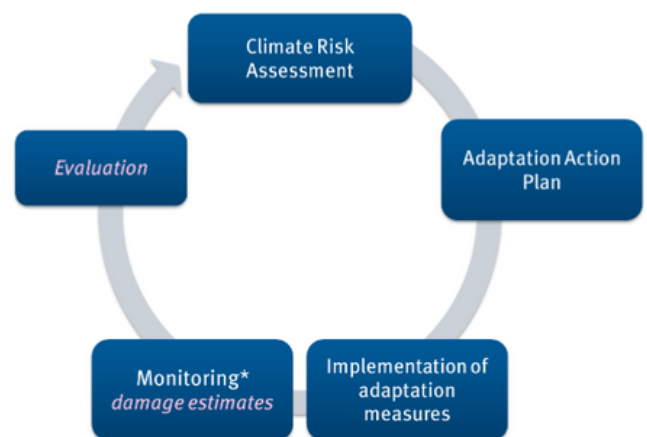 Climate Risk
Assessment
Adaptation Action
Plan
Implementation of
adaptation
measures
Monitoring*
damage estimates
Evaluation